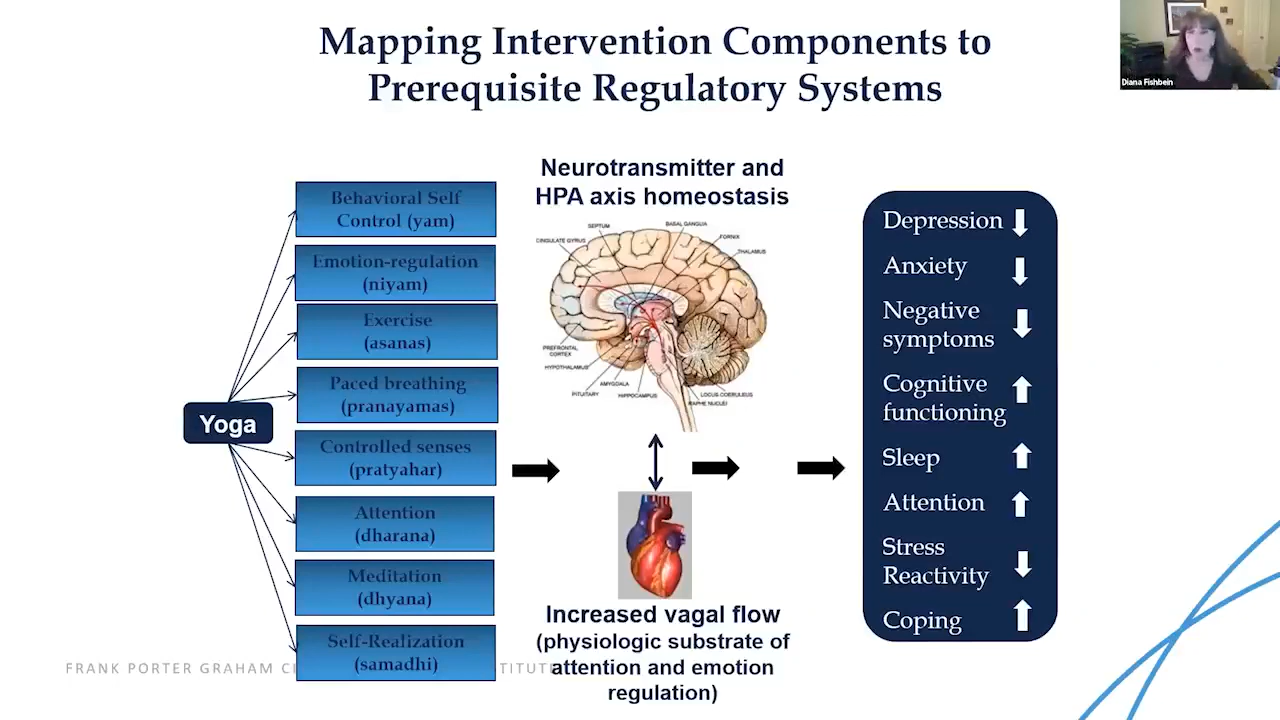 Mapping Intervention Components to
Prerequisite Regulatory Systems
Diana Fishbein
Yoga
Behavioral Self
Control (yam)
Emotion-regulation
(niyam)
Exercise
(asanas)
Paced breathing
(pranayamas)
Controlled senses
(pratyahar)
Attention
(dharana)
Meditation
(dhyana)
Self-Realization
(samadhi)
Neurotransmitter and
HPA axis homeostasis
SEPTUM
BASAL GANGLIA
CINGULATE GYRUS
FORNIX
THALAMUS
PREFRONTAL
CORTEX
HYPOTHALAMUS
AMYGDALA
PITUITARY
HIPPOCAMPUS
LOCUS COERULEUS
RAPHE NUCLEI
Increased vagal flow
(physiologic substrate of
attention and emotion
regulation)
Depression
Anxiety
Negative
symptoms
Cognitive
functioning
Sleep
Attention
Stress
Reactivity
Coping
FRANK PORTER GRAHAM